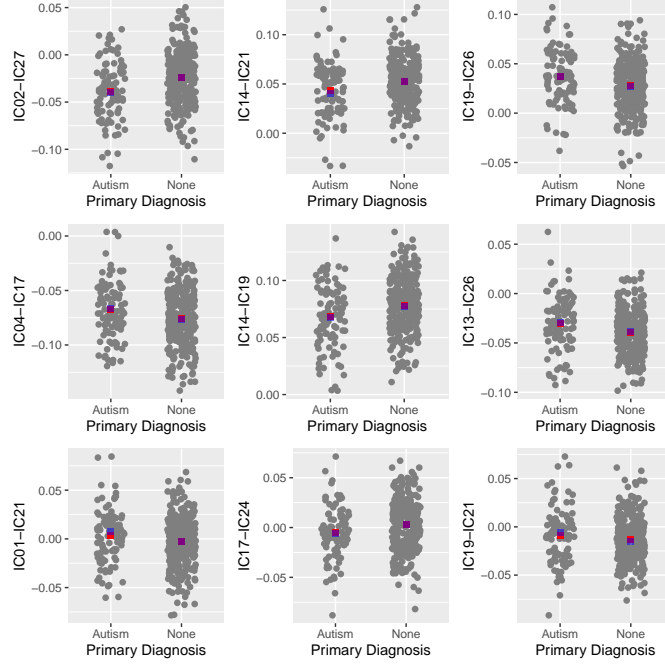 IC02−IC27
0.05
0.00
−0.05
−0.10
Autism None
Primary Diagnosis
IC14−IC21
0.10
0.05
0.00
Autism None
Primary Diagnosis
IC19−IC26
0.10
0.05
0.00
−0.05
Autism None
Primary Diagnosis
IC04−IC17
0.00
−0.05
−0.10
Autism None
Primary Diagnosis
IC14−IC19
0.10
0.05
0.00
Autism None
Primary Diagnosis
IC13−IC26
0.05
0.00
−0.05
−0.10
Autism None
Primary Diagnosis
IC01−IC21
0.05
0.00
−0.05
Autism None
Primary Diagnosis
IC17−IC24
0.05
0.00
−0.05
Autism None
Primary Diagnosis
IC19−IC21
0.05
0.00
−0.05
Autism None
Primary Diagnosis